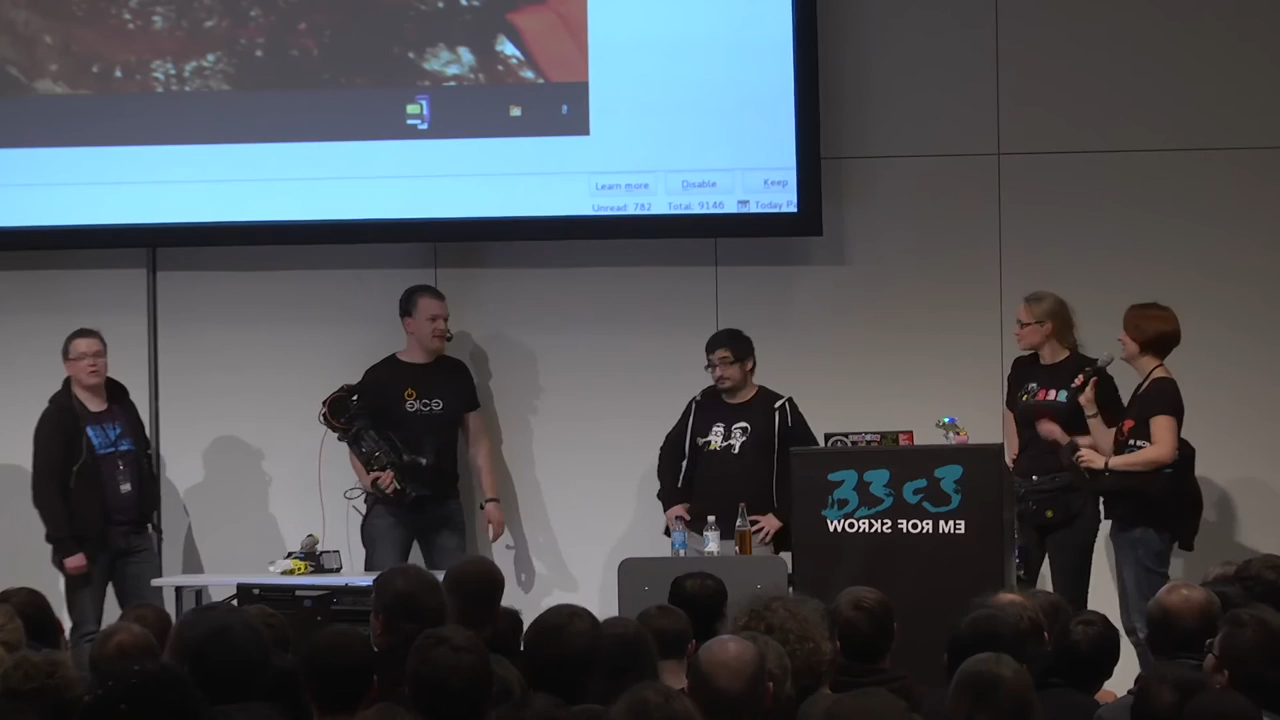 Learn more Disable Keep
Unread: 782 Total: 9146 Today
33c3
WORKS FOR ME